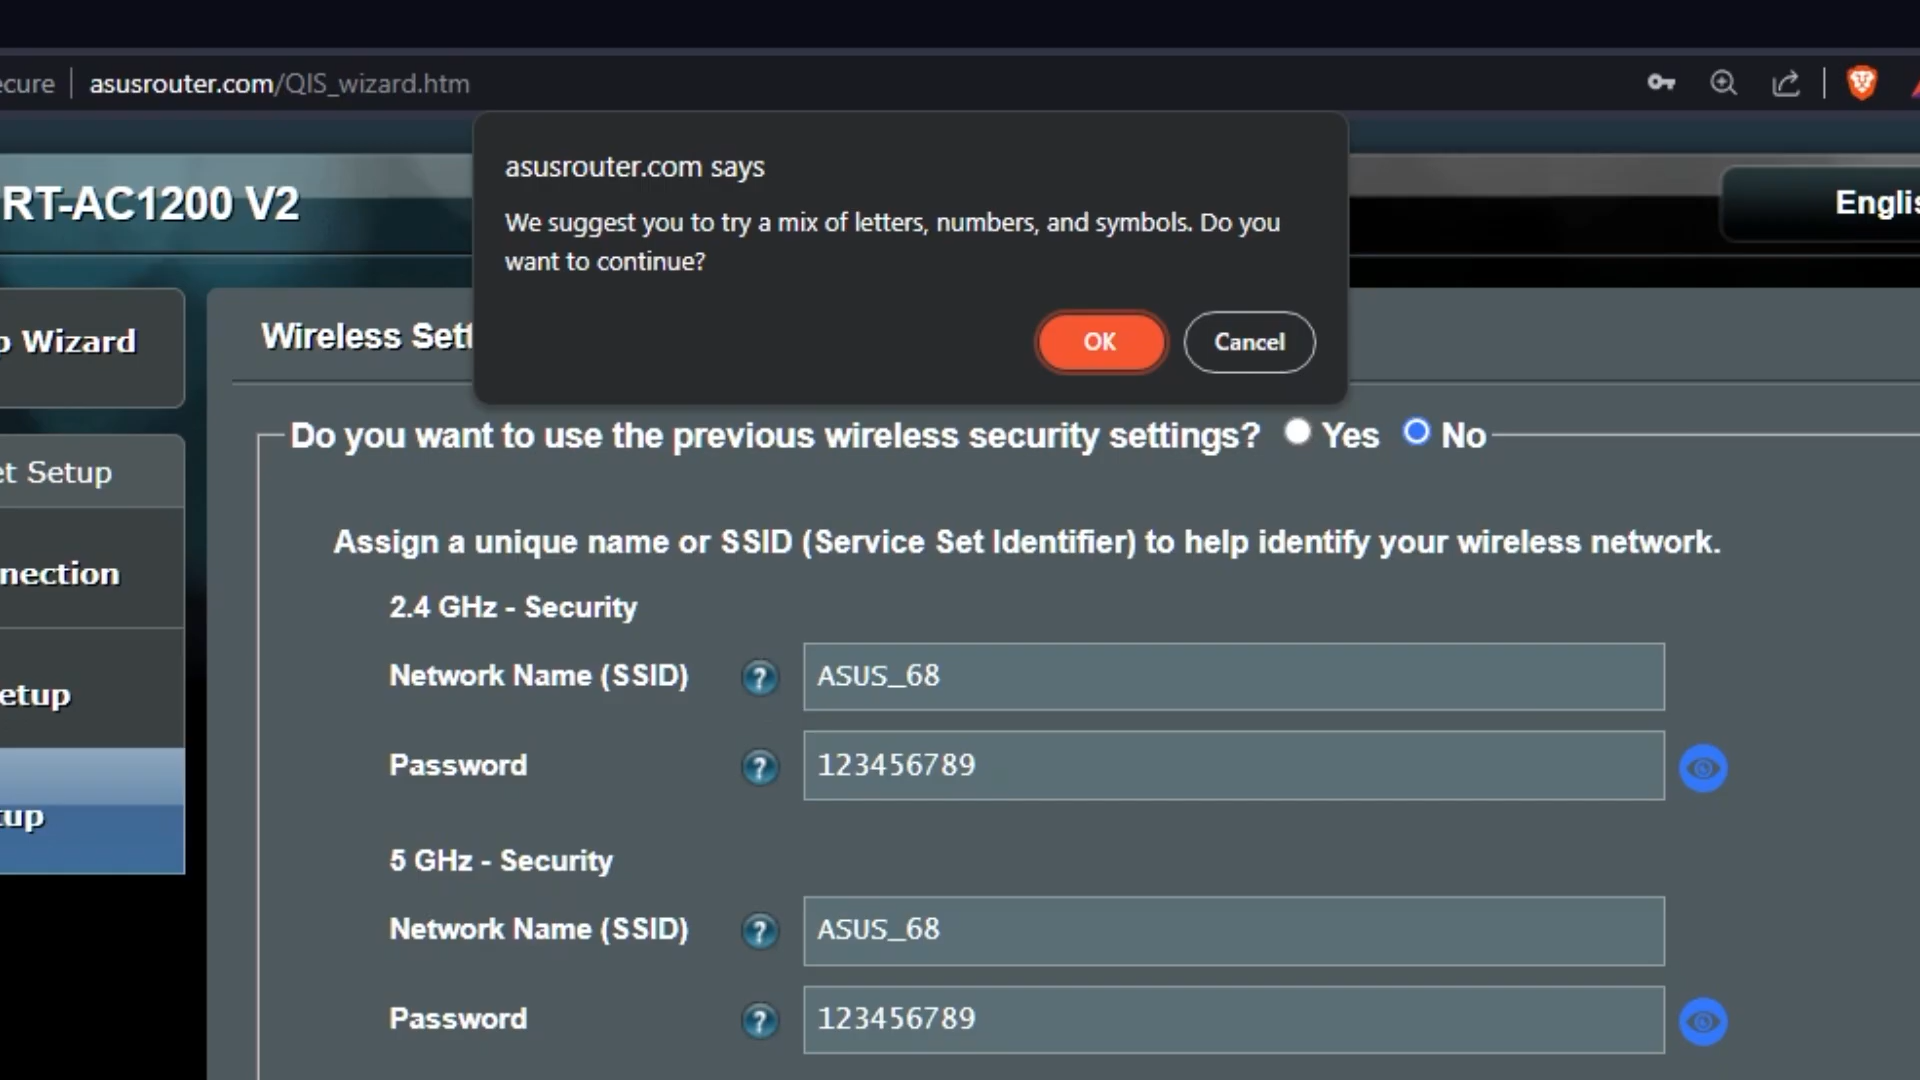 ecure | asusrouter.com/QIS_wizard.htm
asusrouter.com says
We suggest you to try a mix of letters, numbers, and symbols. Do you
want to continue?
OK Cancel
RT-AC1200 V2
Englis
p Wizard
Wireless Sett
et Setup
nnection
etup
tup
Do you want to use the previous wireless security settings? Yes No
Assign a unique name or SSID (Service Set Identifier) to help identify your wireless network.
2.4 GHz - Security
Network Name (SSID) ? ASUS_68
Password ? 123456789
5 GHz - Security
Network Name (SSID) ? ASUS_68
Password ? 123456789